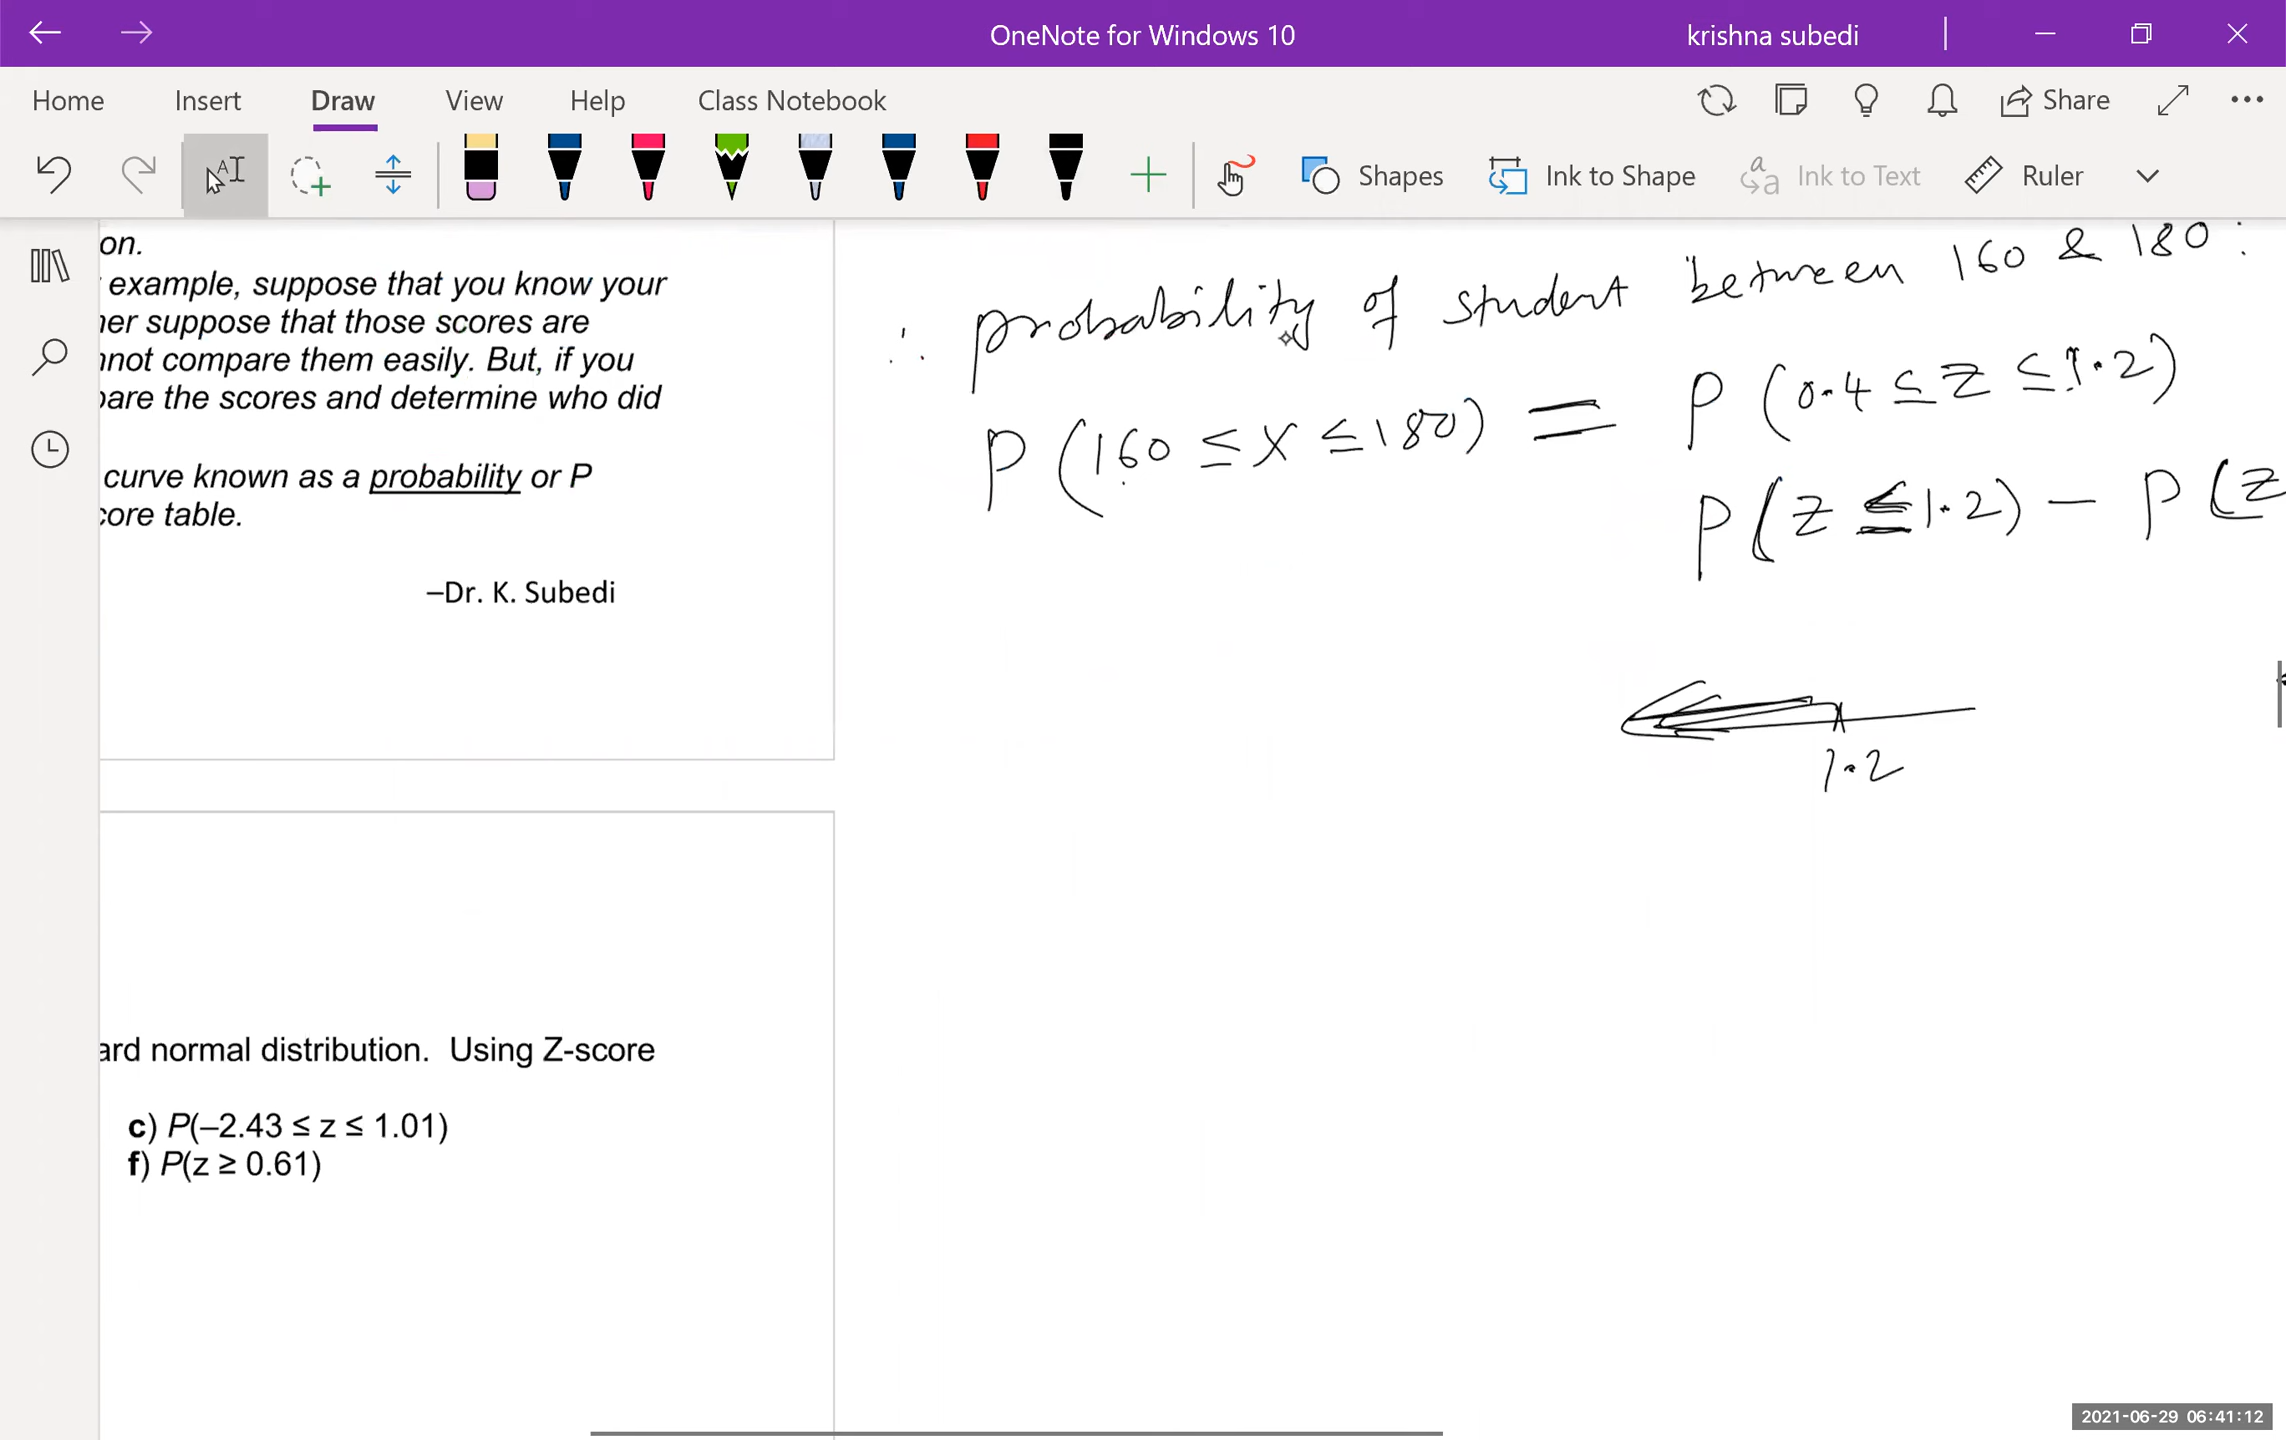 OneNote for Windows 10
krishna subedi
Home Insert Draw View Help Class Notebook
Share
Shapes Ink to Shape Ink to Text Ruler
on.
example, suppose that you know your
ner suppose that those scores are
nnot compare them easily. But, if you
pare the scores and determine who did
curve known as a probability or P
core table.
–Dr. K. Subedi
∴ probability of student between 160 & 180:
P(160 ≤ X ≤ 180) = P(0.4 ≤ Z ≤ 1.2)
P(Z ≤ 1.2) – P(Z
1.2
ard normal distribution. Using Z-score
c) P(–2.43 ≤ z ≤ 1.01)
f) P(z ≥ 0.61)
2021-06-29 06:41:12